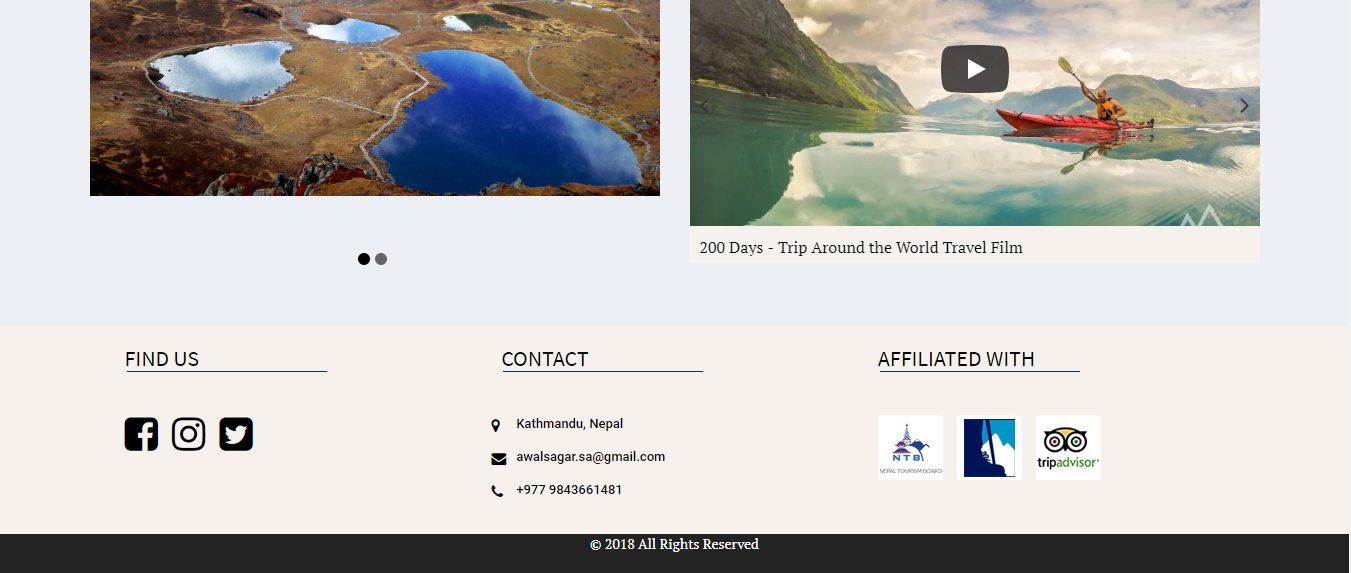 200 Days - Trip Around the World Travel Film
FIND US
CONTACT
AFFILIATED WITH
Kathmandu, Nepal
awalsagar.sa@gmail.com
+977 9843661481
NTB
NEPAL TOURISM BOARD
tripadvisor
© 2018 All Rights Reserved